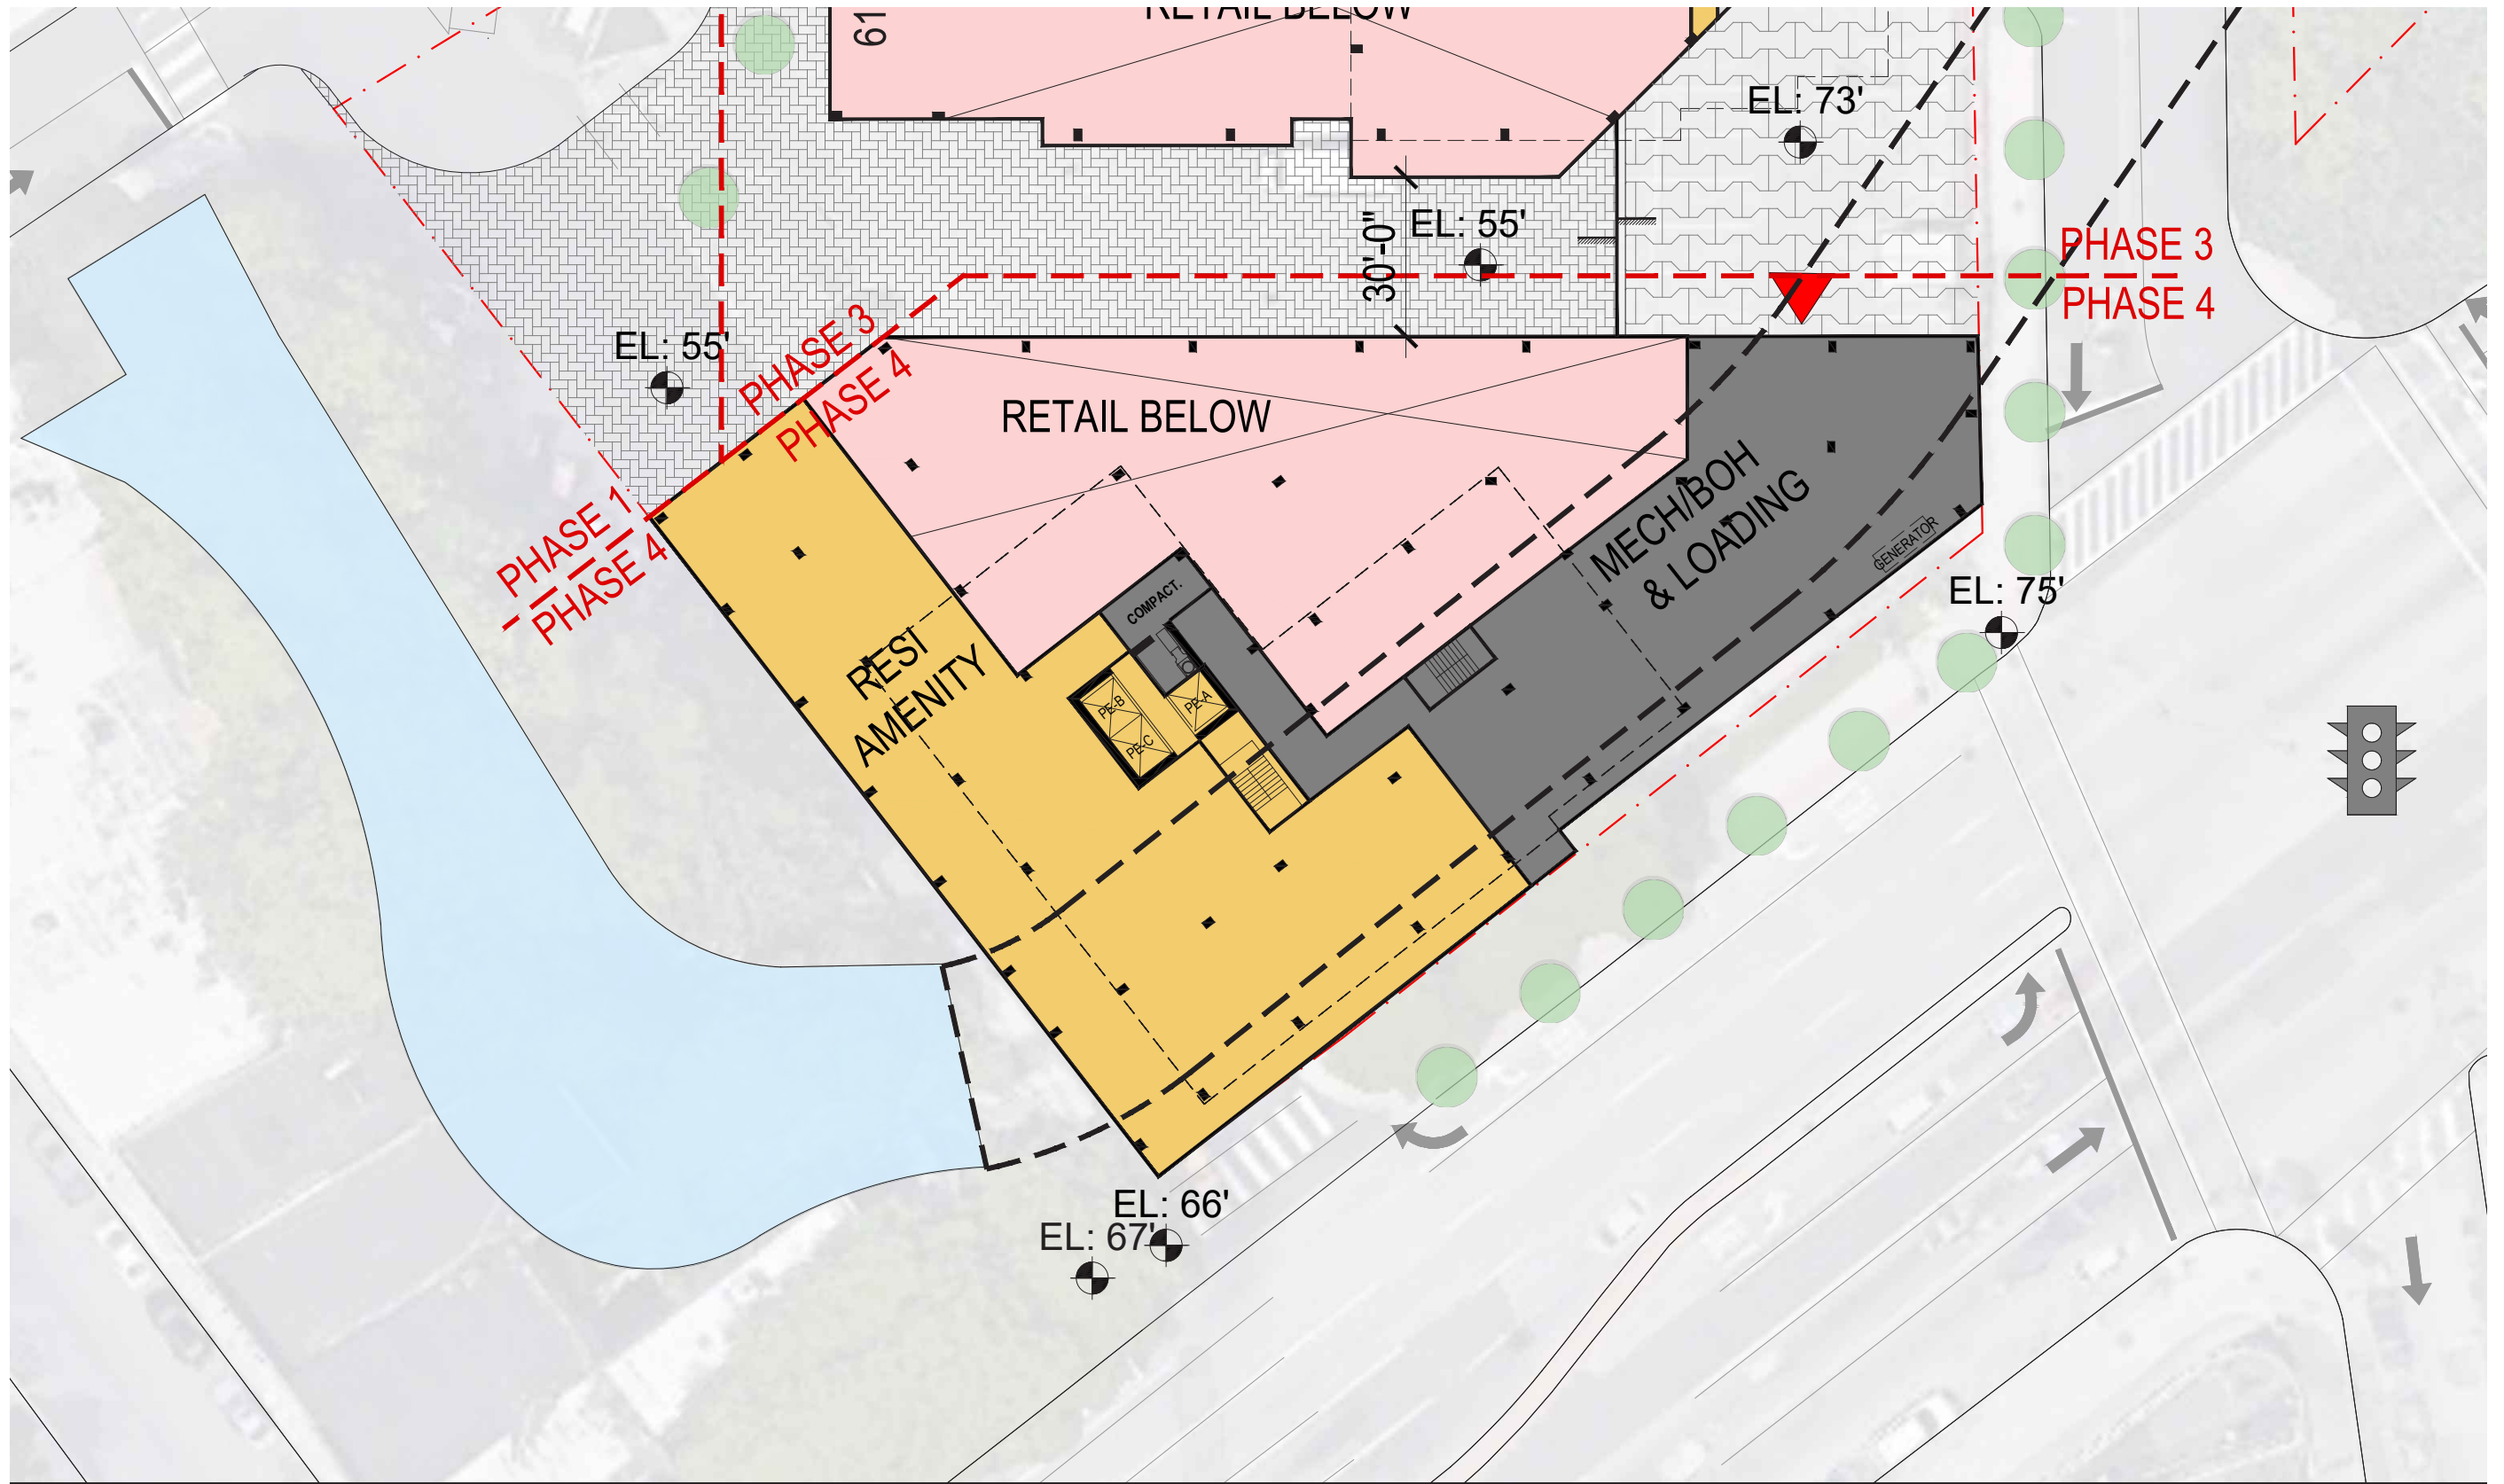 RETAIL BELOW
61
EL: 73'
EL: 55'
30'-0"
PHASE 3
PHASE 4
EL: 55'
PHASE 3
PHASE 4
RETAIL BELOW
MECH/BOH
& LOADING
GENERATOR
PHASE 1
PHASE 4
EL: 75'
COMPACT.
RESI
AMENITY
PE-B
PE-A
PE-C
EL: 66'
EL: 67'